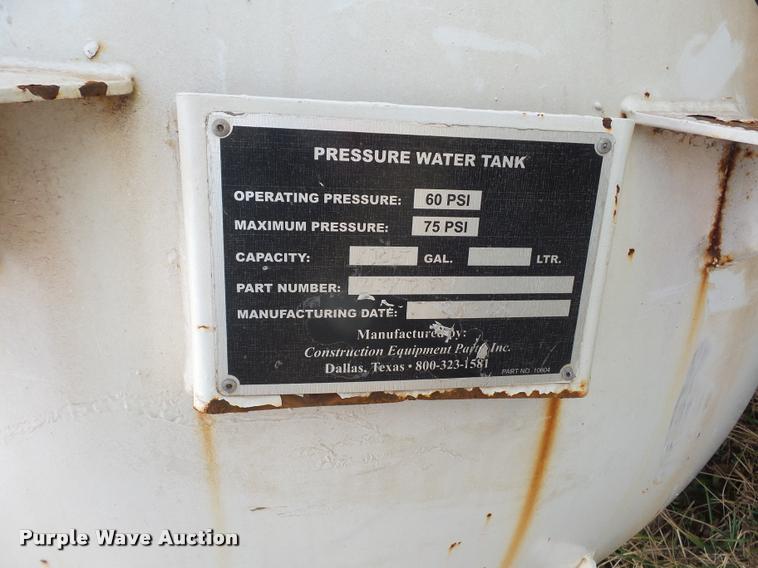 PRESSURE WATER TANK
OPERATING PRESSURE: 60 PSI
MAXIMUM PRESSURE: 75 PSI
CAPACITY: GAL. LTR.
PART NUMBER:
MANUFACTURING DATE:
Manufactured by:
Construction Equipment Parts, Inc.
Dallas, Texas • 800-323-1581
PART NO. 10604
Purple Wave Auction